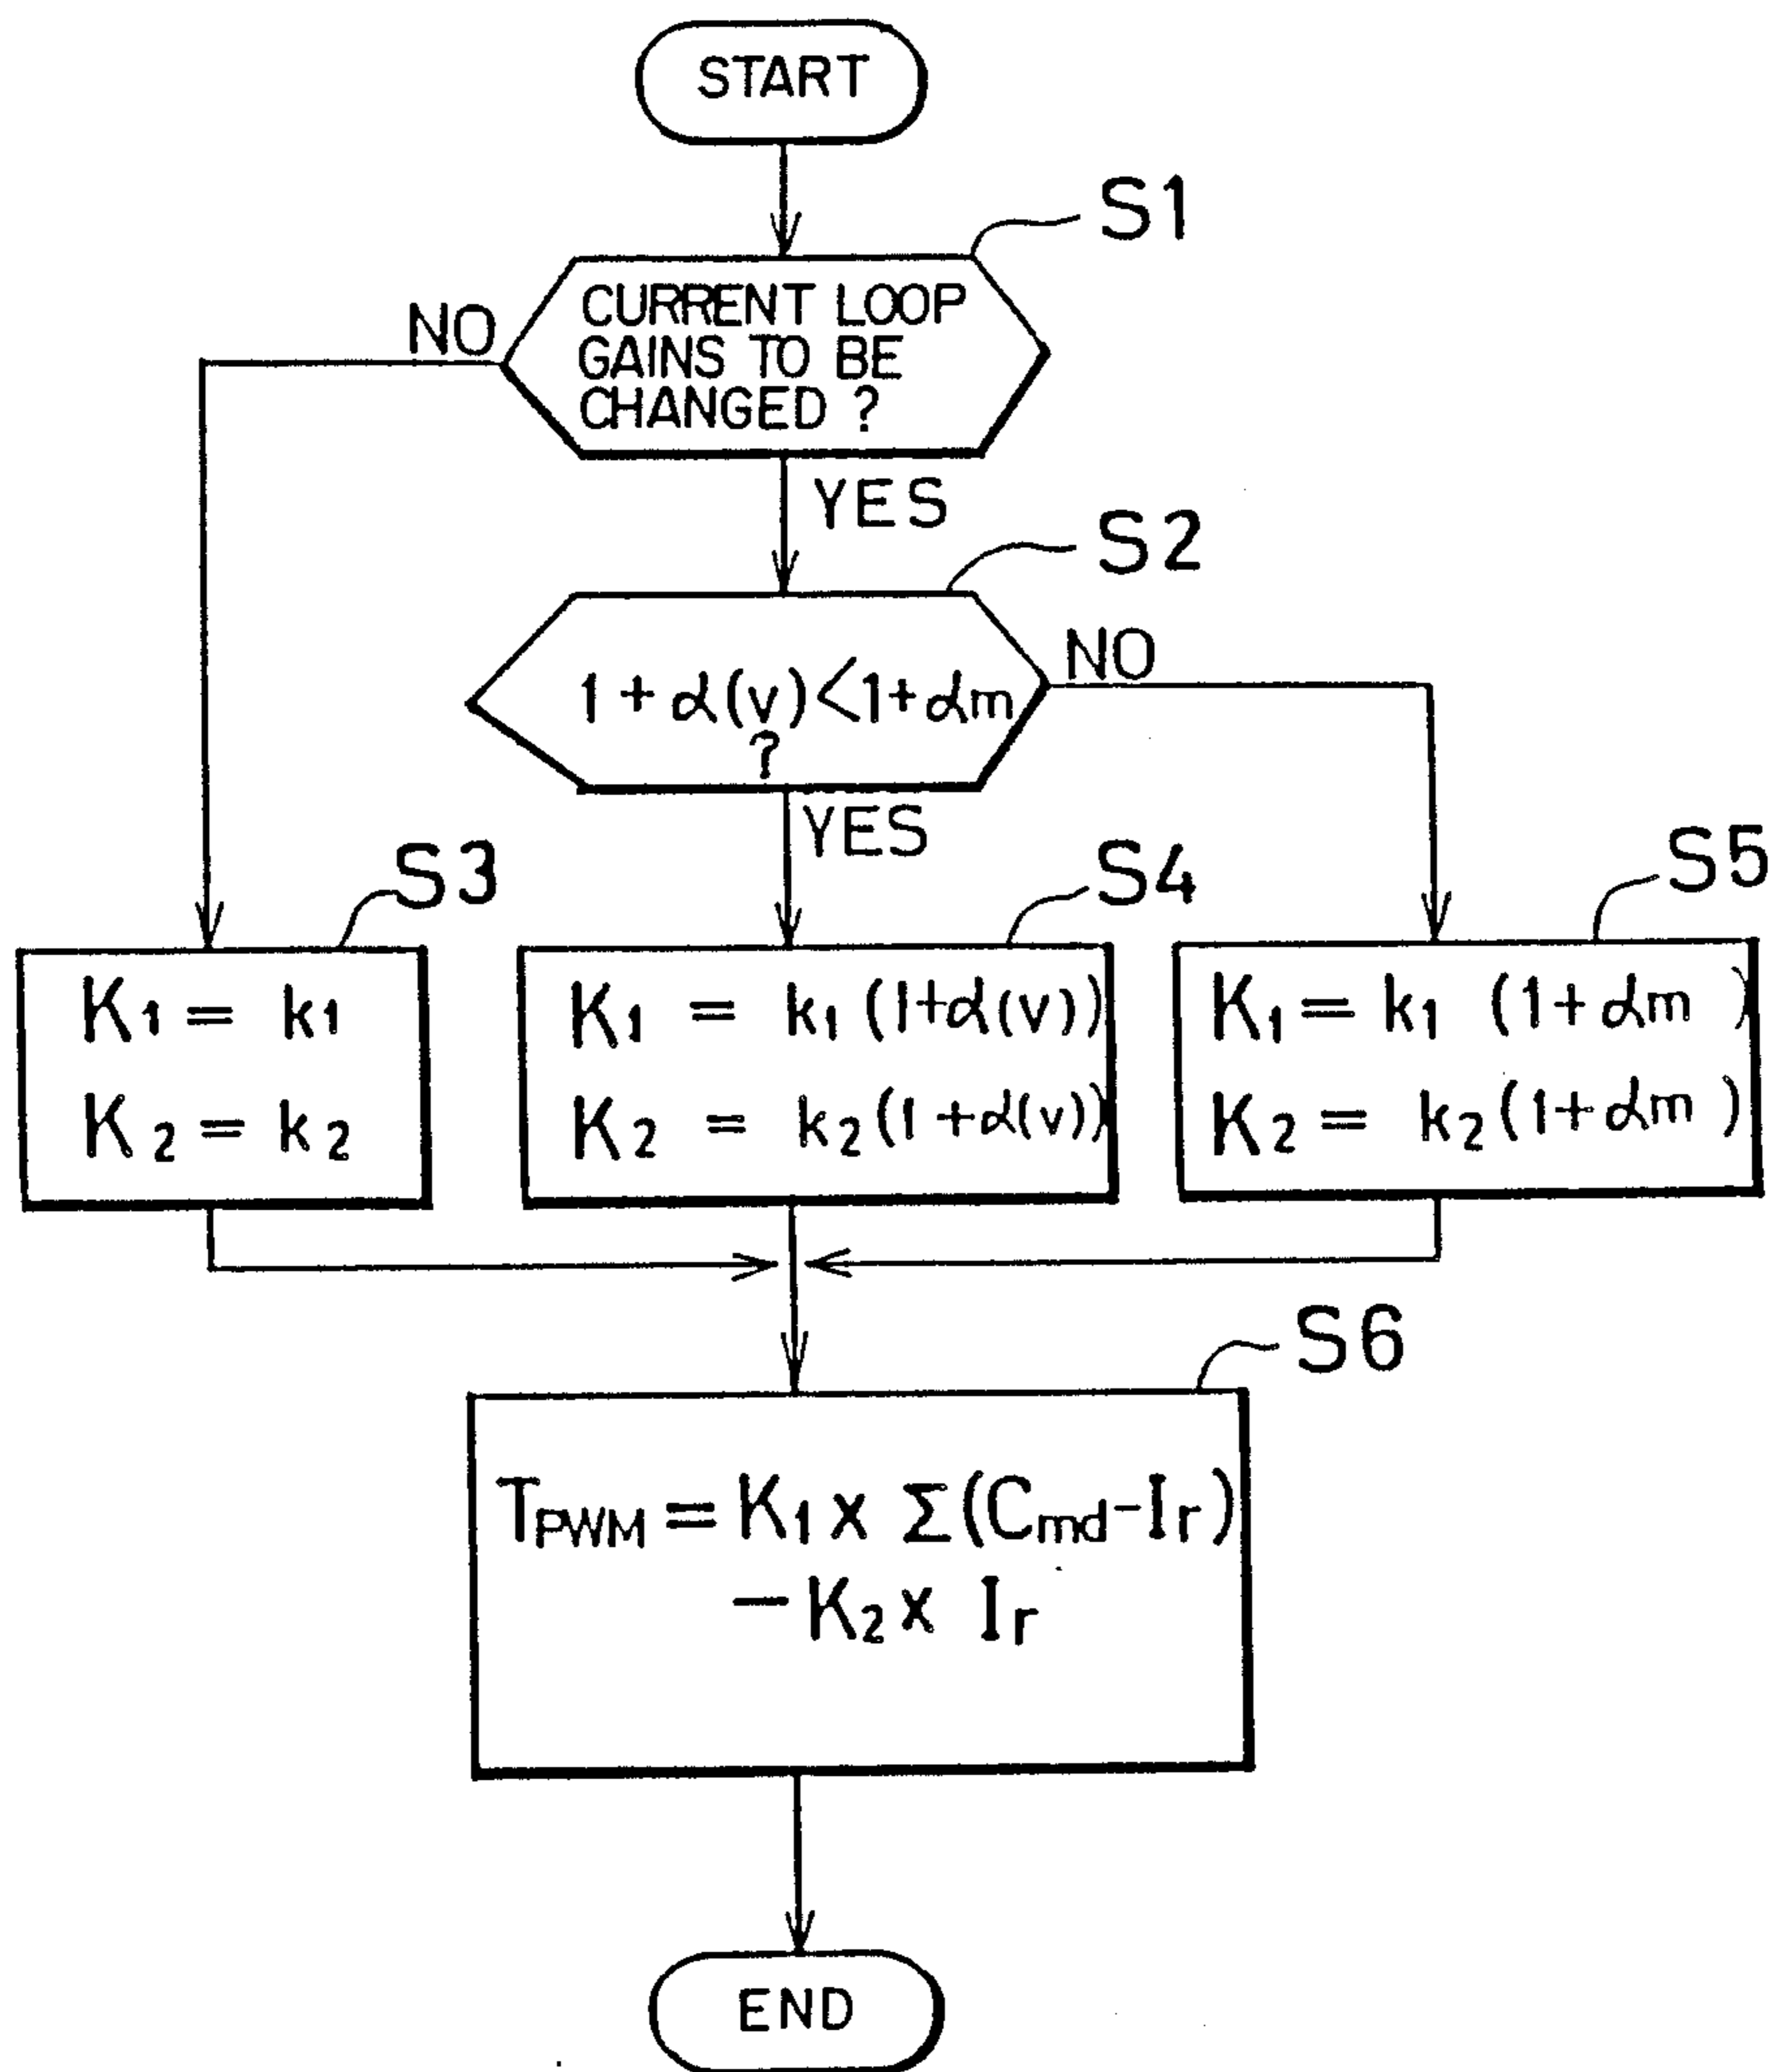 START
S1
NO
CURRENT LOOP
GAINS TO BE
CHANGED ?
YES
S2
NO
1 + α(v) < 1 + αm
?
YES
S3
S4
S5
K1 = k1
K2 = k2
K1 = k1 (1+α(v))
K2 = k2 (1+α(v))
K1 = k1 (1+αm)
K2 = k2 (1+αm)
S6
TPWM = K1 x Σ(Cmd-Ir)
-K2 x Ir
END